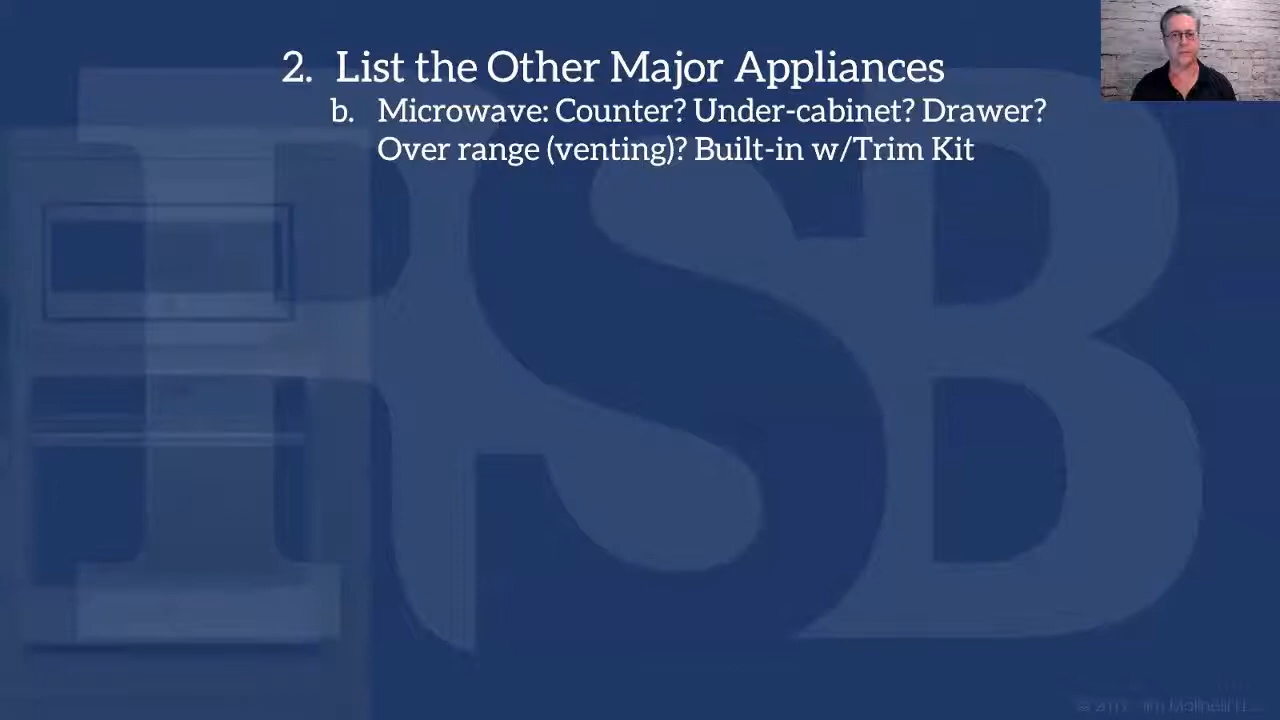 2. List the Other Major Appliances
b. Microwave: Counter? Under-cabinet? Drawer?
Over range (venting)? Built-in w/Trim Kit